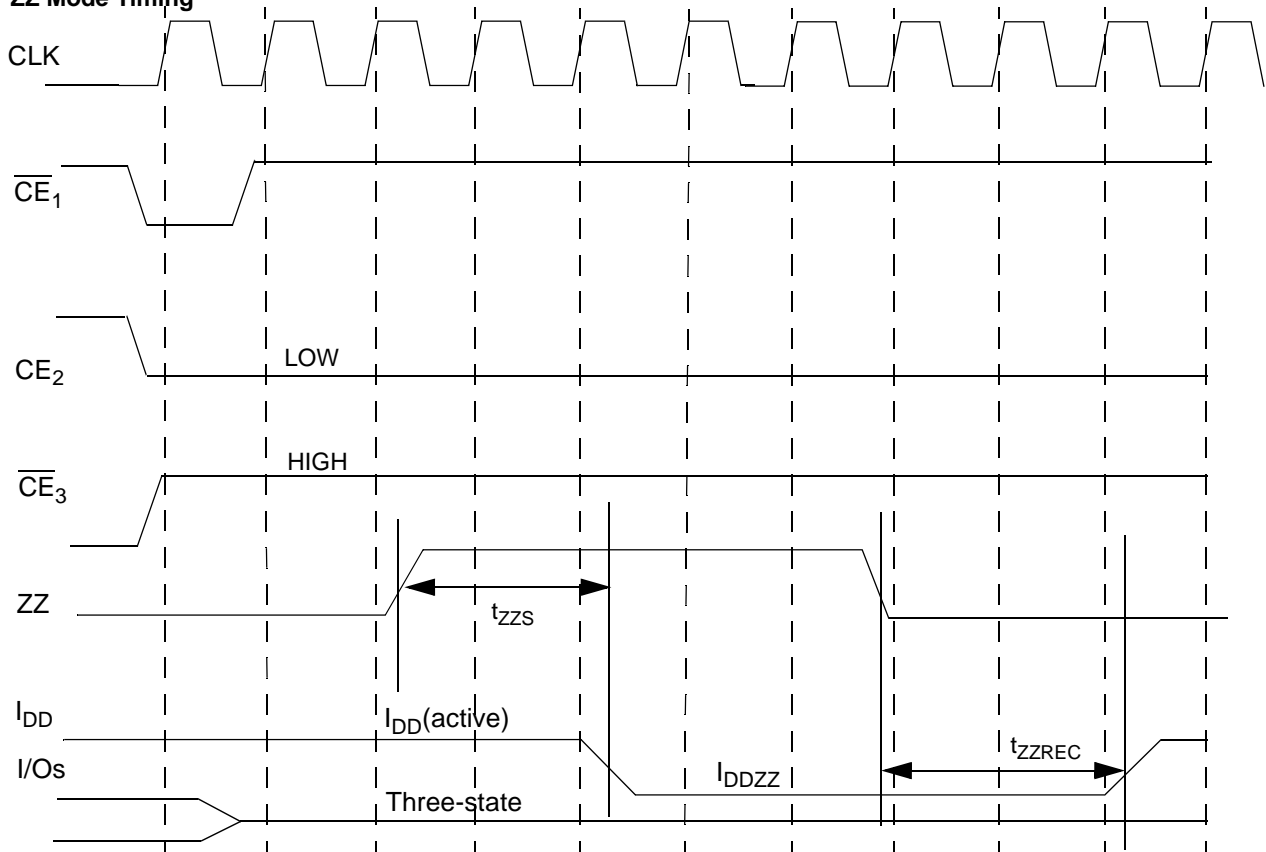 ZZ Mode Timing
CLK
CE1
LOW
CE2
HIGH
CE3
ZZ
tZZS
IDD
IDD(active)
tZZREC
I/Os
IDDZZ
Three-state